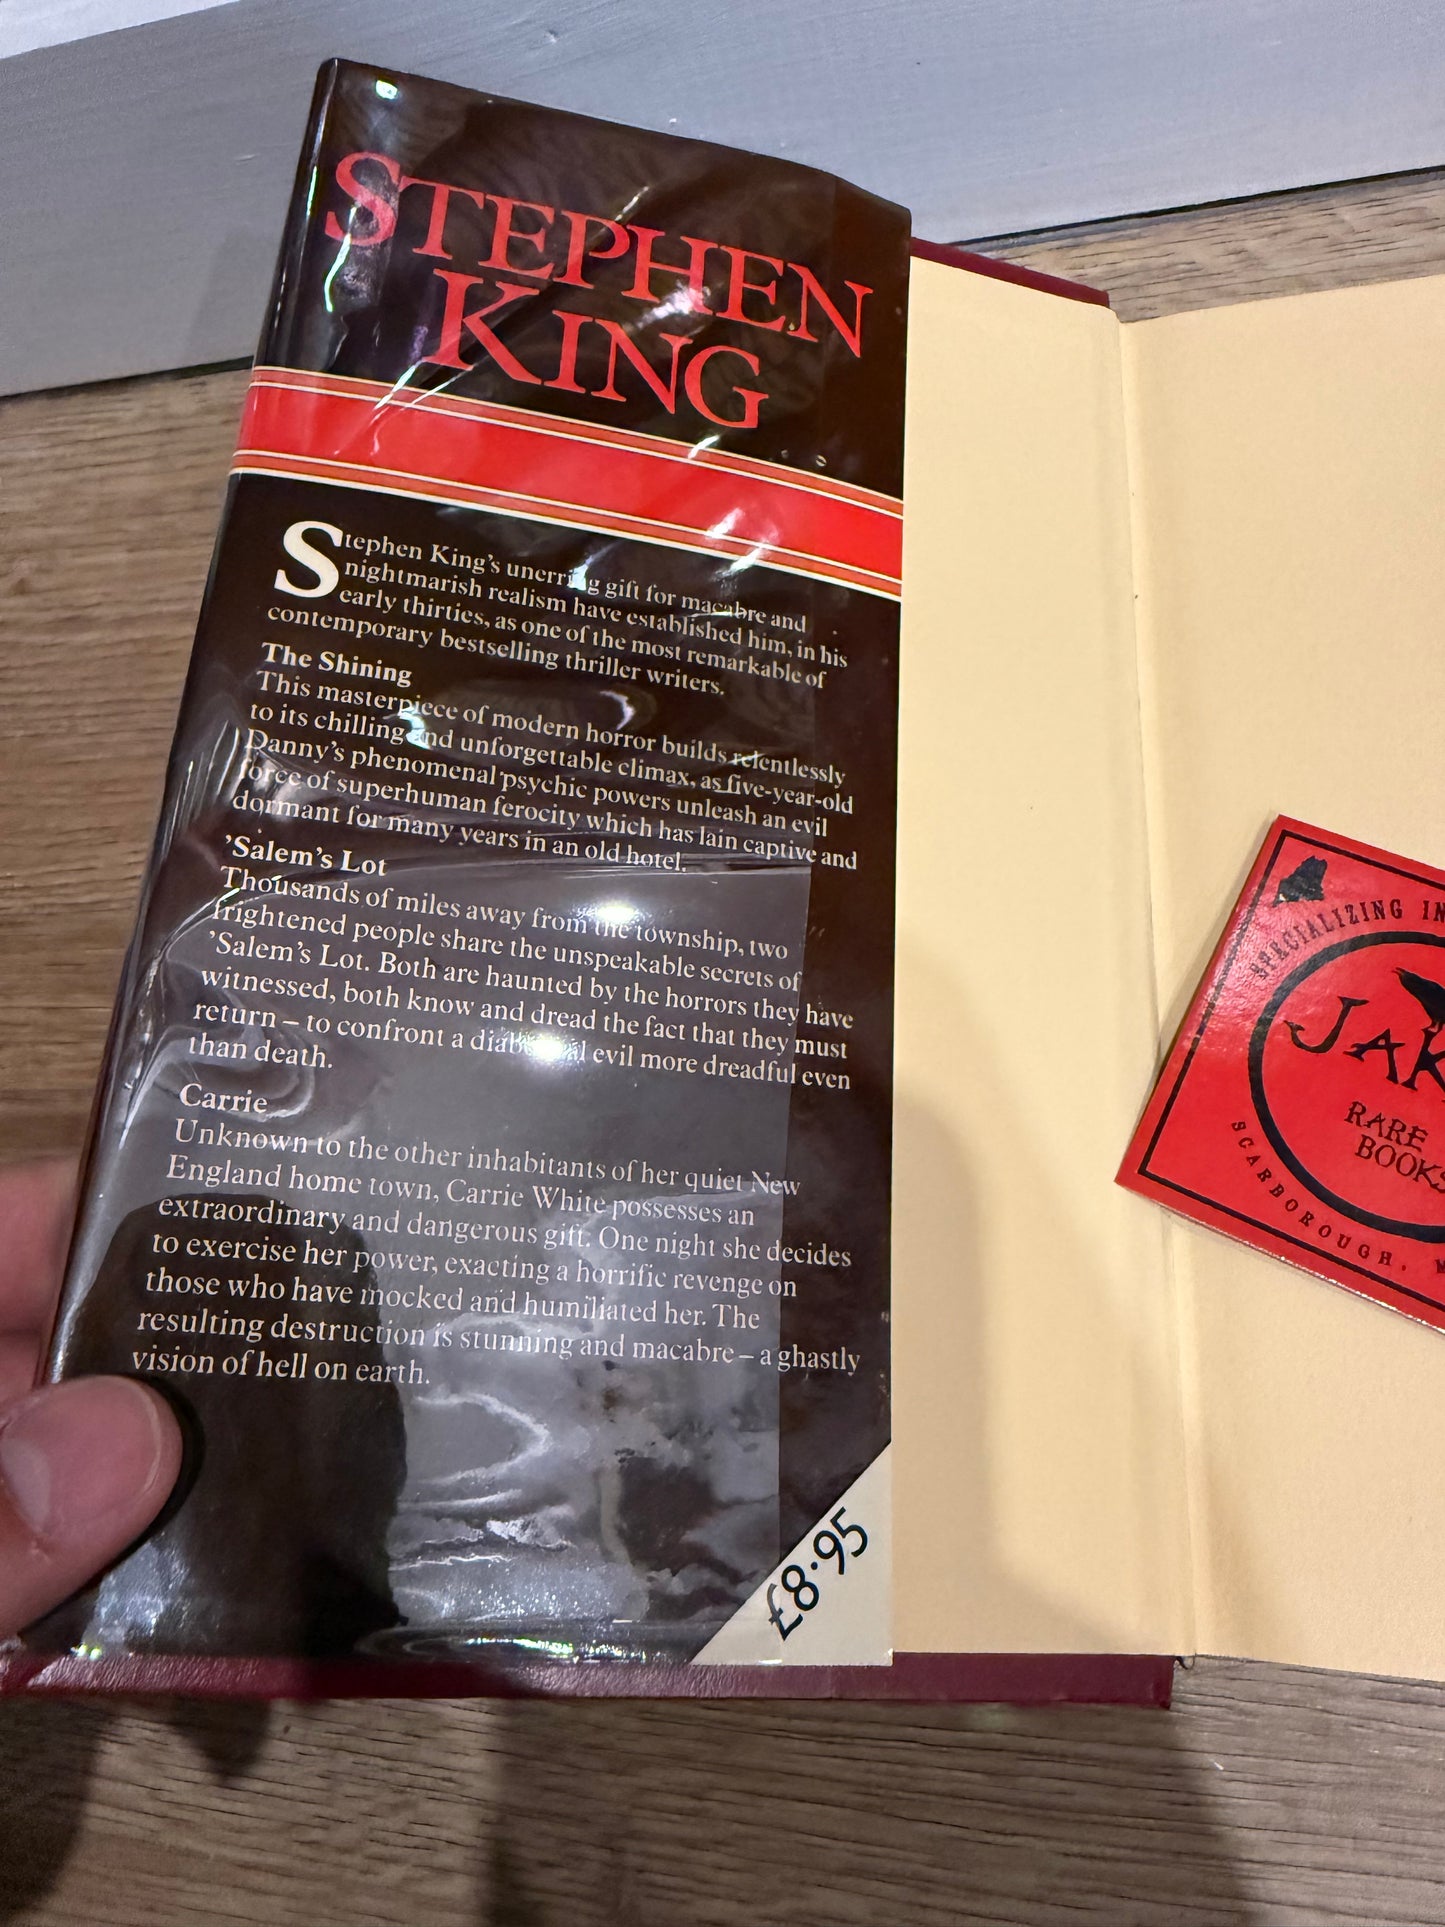 STEPHEN
KING
Stephen King's unerring gift for macabre and
nightmarish realism have established him, in his
early thirties, as one of the most remarkable of
contemporary bestselling thriller writers.
The Shining
This masterpiece of modern horror builds relentlessly
to its chilling and unforgettable climax, as five-year-old
Danny's phenomenal psychic powers unleash an evil
force of superhuman ferocity which has lain captive and
dormant for many years in an old hotel.
'Salem's Lot
Thousands of miles away from the township, two
frightened people share the unspeakable secrets of
'Salem's Lot. Both are haunted by the horrors they have
witnessed, both know and dread the fact that they must
return – to confront a diabolical evil more dreadful even
than death.
Carrie
Unknown to the other inhabitants of her quiet New
England home town, Carrie White possesses an
extraordinary and dangerous gift. One night she decides
to exercise her power, exacting a horrific revenge on
those who have mocked and humiliated her. The
resulting destruction is stunning and macabre – a ghastly
vision of hell on earth.
£8·95
SPECIALIZING IN
JAK
RARE
BOOKS
SCARBOROUGH, M